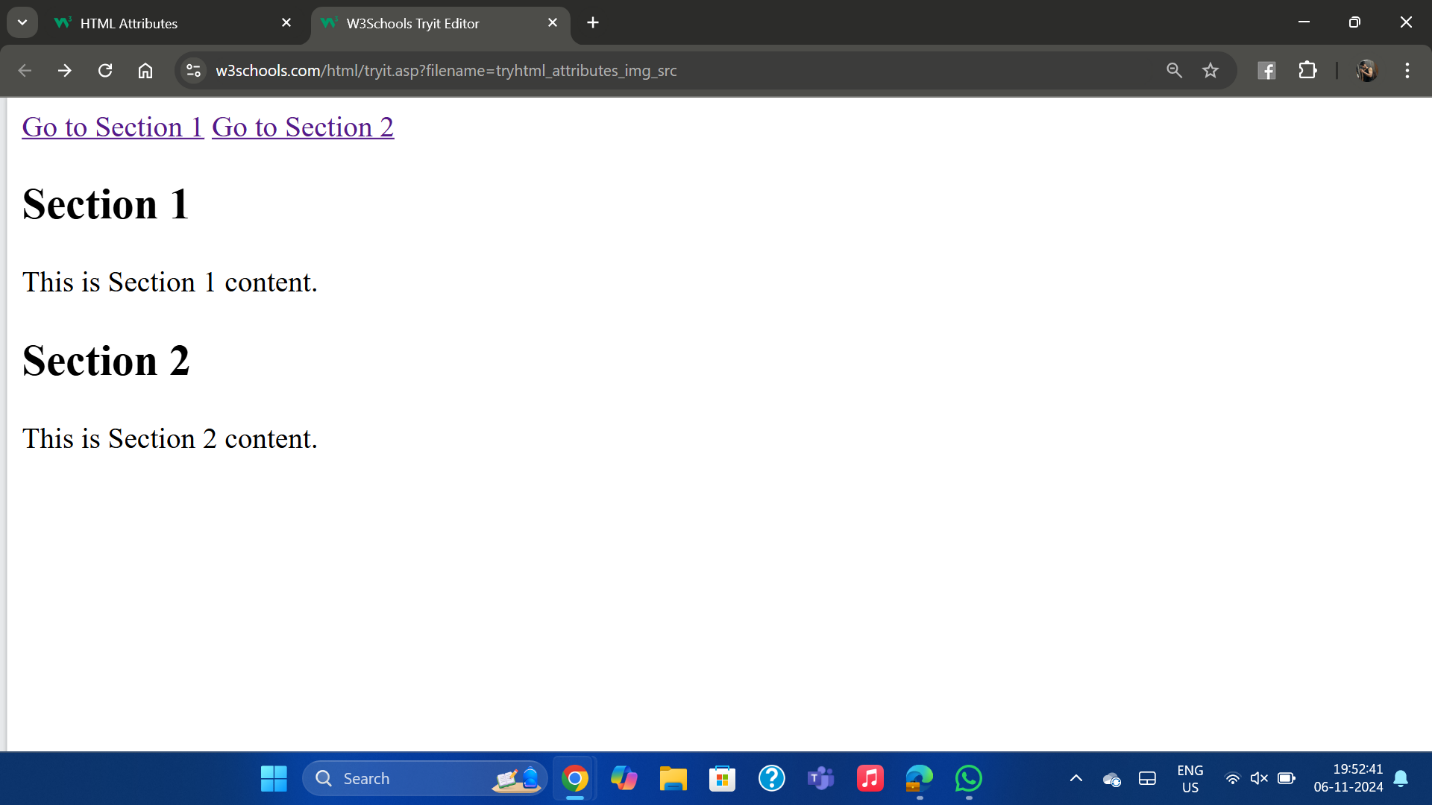 HTML Attributes
W3Schools Tryit Editor
w3schools.com/html/tryit.asp?filename=tryhtml_attributes_img_src
Go to Section 1 Go to Section 2
Section 1
This is Section 1 content.
Section 2
This is Section 2 content.
Search
ENG
US
19:52:41
06-11-2024